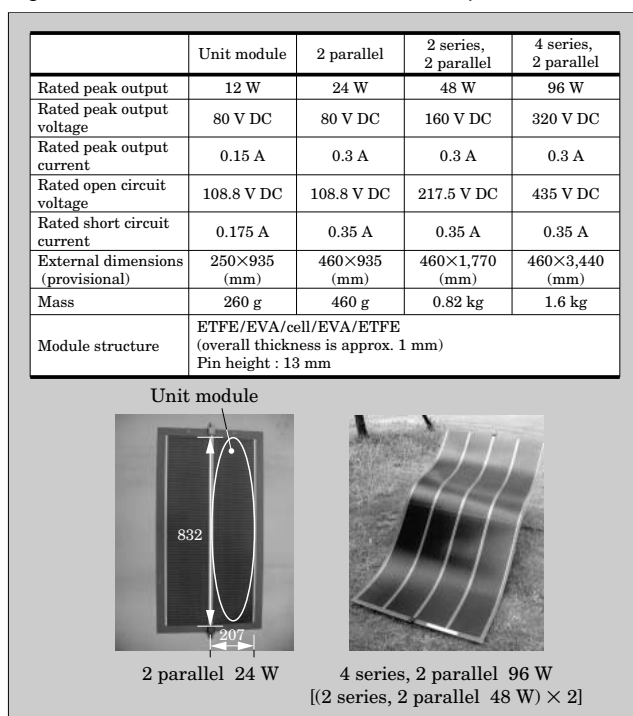 Unit module 2 parallel 2 series, 2 parallel 4 series, 2 parallel
Rated peak output 12 W 24 W 48 W 96 W
Rated peak output voltage 80 V DC 80 V DC 160 V DC 320 V DC
Rated peak output current 0.15 A 0.3 A 0.3 A 0.3 A
Rated open circuit voltage 108.8 V DC 108.8 V DC 217.5 V DC 435 V DC
Rated short circuit current 0.175 A 0.35 A 0.35 A 0.35 A
External dimensions (provisional) 250×935 (mm) 460×935 (mm) 460×1,770 (mm) 460×3,440 (mm)
Mass 260 g 460 g 0.82 kg 1.6 kg
Module structure ETFE/EVA/cell/EVA/ETFE
(overall thickness is approx. 1 mm)
Pin height : 13 mm
Unit module
832
207
2 parallel 24 W
4 series, 2 parallel 96 W
[(2 series, 2 parallel 48 W) × 2]